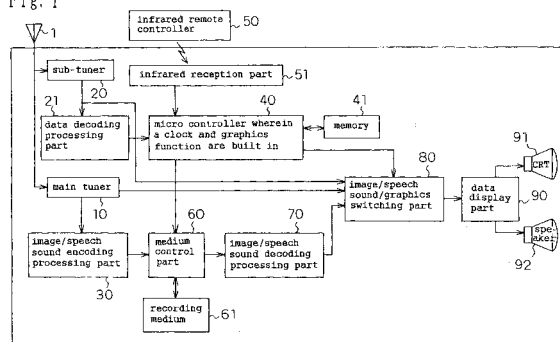 Fig. 1
1
infrared remote
controller
50
sub-tuner
20
infrared reception part
51
21
data decoding
processing
part
40
micro controller wherein
a clock and graphics
function are built in
41
memory
main tuner
10
80
image/speech
sound/graphics
switching part
91
CRT
data
display
part
90
spe-
aker
92
image/speech
sound encoding
processing part
30
60
medium
control
part
70
image/speech
sound decoding
processing part
recording
medium
61